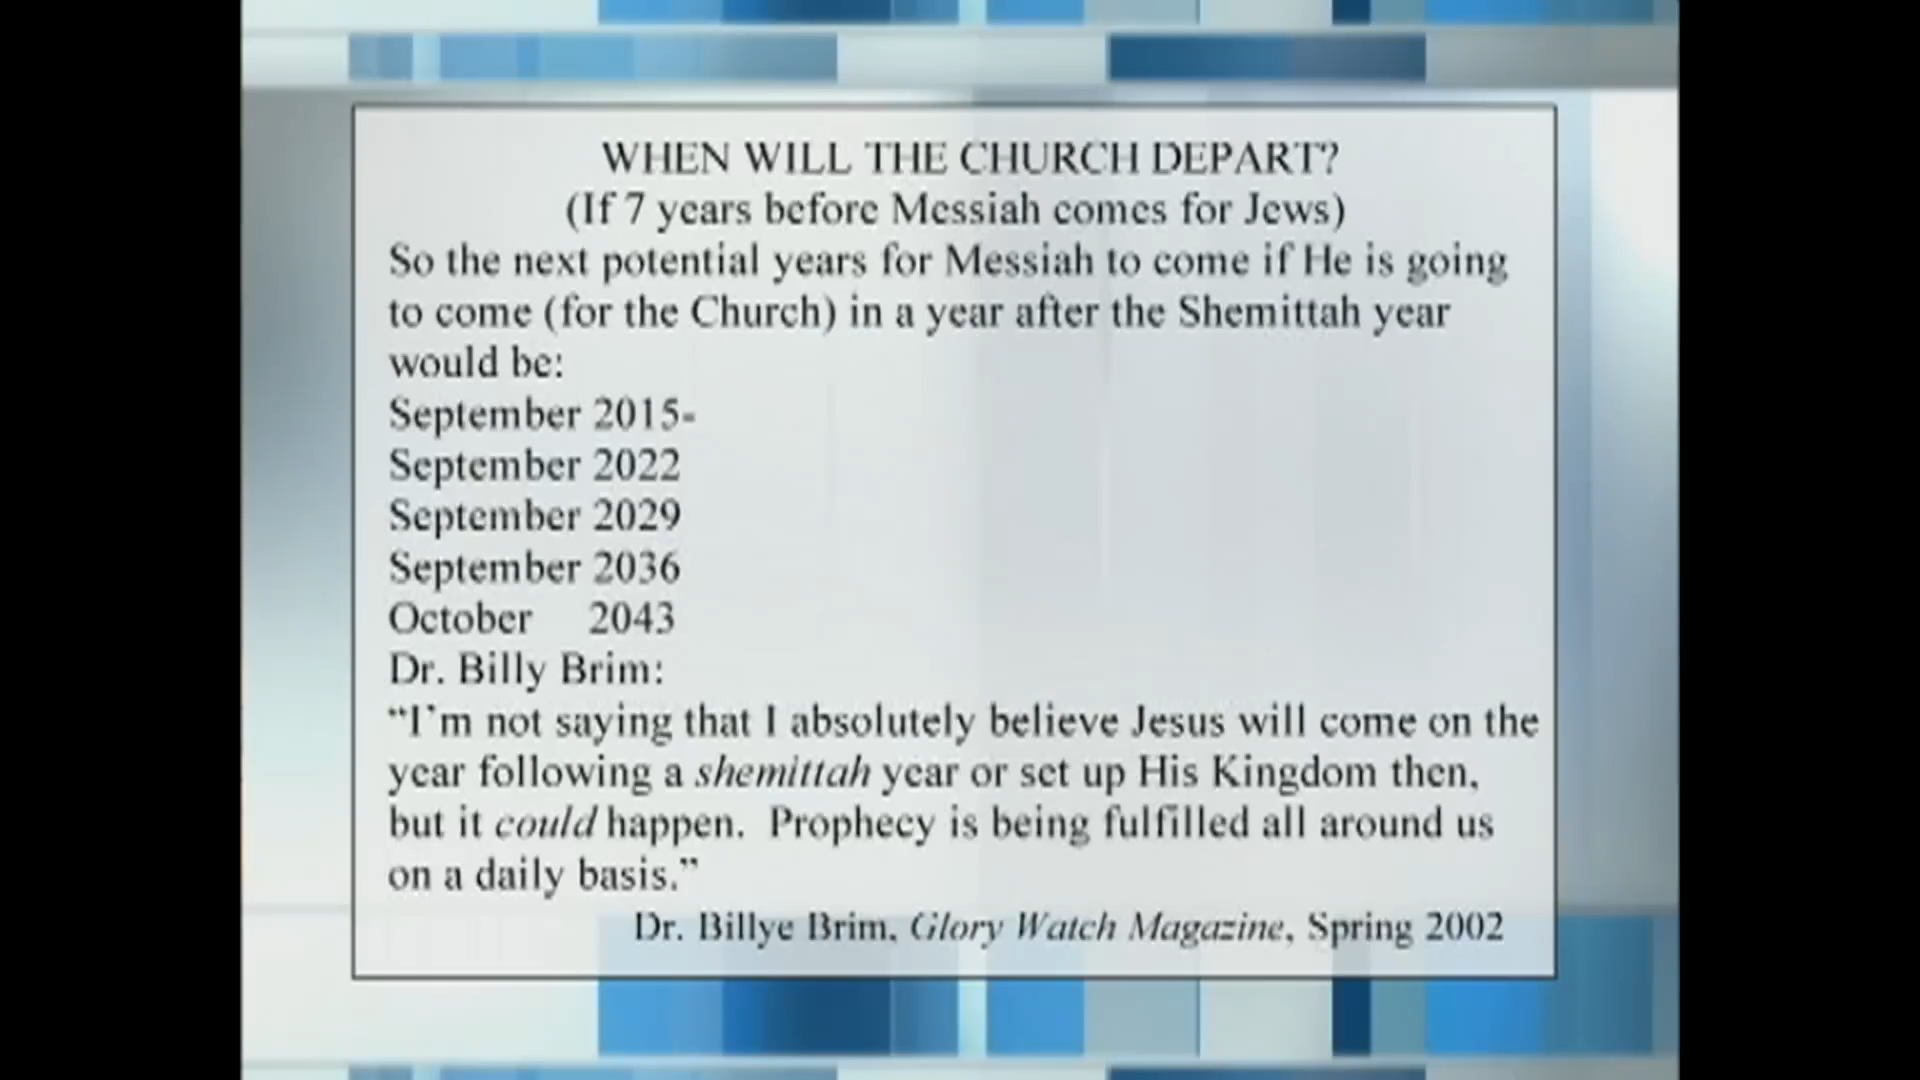 WHEN WILL THE CHURCH DEPART?
(If 7 years before Messiah comes for Jews)
So the next potential years for Messiah to come if He is going
to come (for the Church) in a year after the Shemittah year
would be:
September 2015-
September 2022
September 2029
September 2036
October 2043
Dr. Billy Brim:
“I’m not saying that I absolutely believe Jesus will come on the
year following a shemittah year or set up His Kingdom then,
but it could happen. Prophecy is being fulfilled all around us
on a daily basis.”
Dr. Billye Brim, Glory Watch Magazine, Spring 2002